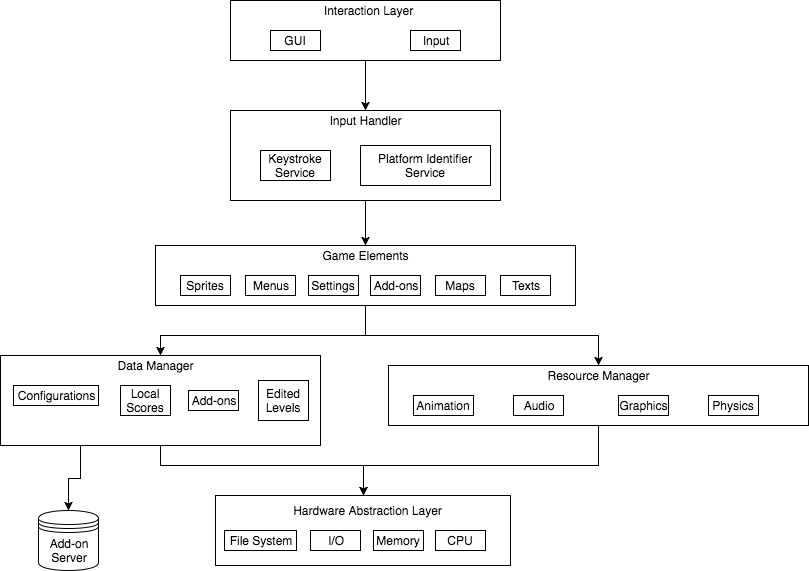 Interaction Layer
GUI
Input
Input Handler
Keystroke
Service
Platform Identifier
Service
Game Elements
Sprites
Menus
Settings
Add-ons
Maps
Texts
Data Manager
Configurations
Local
Scores
Add-ons
Edited
Levels
Resource Manager
Animation
Audio
Graphics
Physics
Hardware Abstraction Layer
File System
I/O
Memory
CPU
Add-on
Server